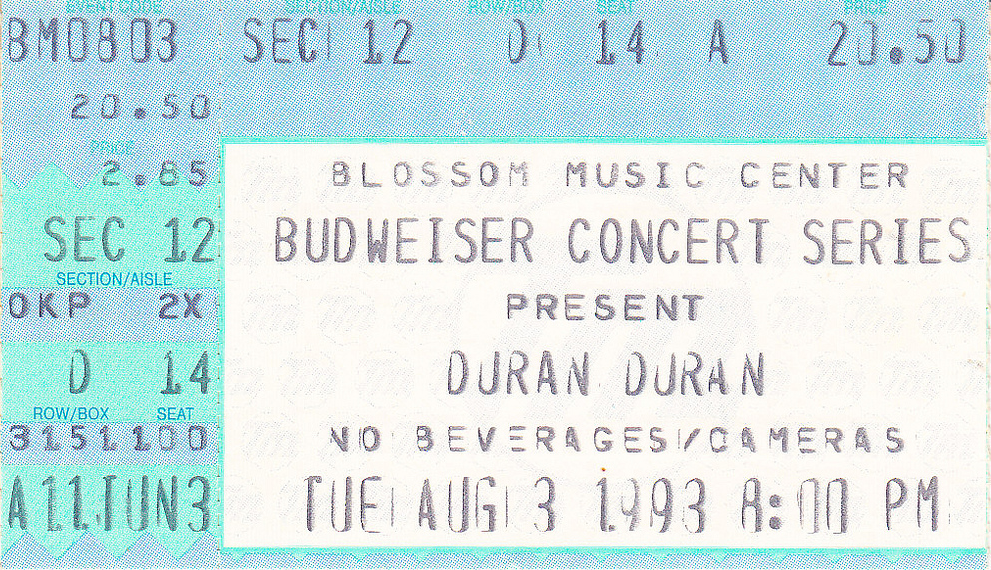 EVENT CODE SECTION/AISLE ROW/BOX SEAT PRICE
BM0803 SEC 12 D 14 A 20.50
20.50
PRICE
2.85
BLOSSOM MUSIC CENTER
SEC 12
BUDWEISER CONCERT SERIES
SECTION/AISLE
OKP 2X
PRESENT
D 14
DURAN DURAN
ROW/BOX SEAT
3151100
NO BEVERAGES/CAMERAS
A11JUN3
TUE AUG 3 1993 8:00 PM